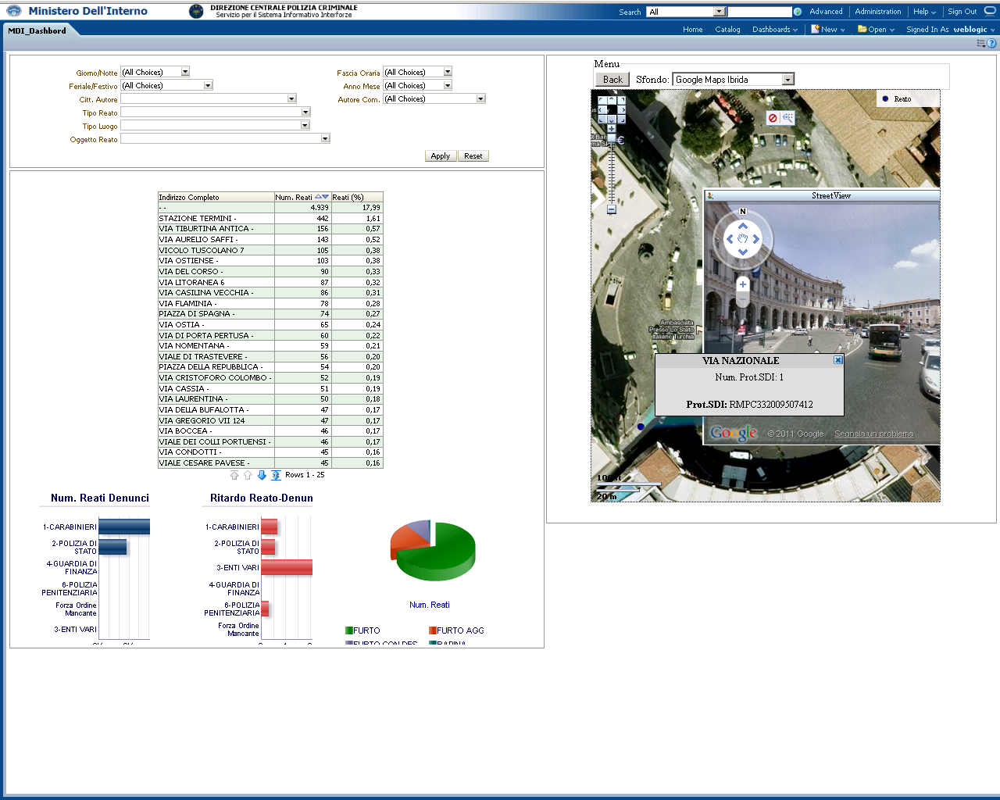 Ministero Dell'Interno
DIREZIONE CENTRALE POLIZIA CRIMINALE
Servizio per il Sistema Informativo Interforze
Search All Advanced Administration Help Sign Out
MDI_Dashbord
Home Catalog Dashboards New Open Signed In As weblogic
Giorno/Notte (All Choices)
Feriale/Festivo (All Choices)
Citt. Autore
Tipo Reato
Tipo Luogo
Oggetto Reato
Fascia Oraria (All Choices)
Anno Mese (All Choices)
Autore Com. (All Choices)
Apply Reset
Indirizzo Completo Num. Reati Reati (%)
- - 4.939 17,99
STAZIONE TERMINI - 442 1,61
VIA TIBURTINA ANTICA - 156 0,57
VIA AURELIO SAFFI - 143 0,52
VICOLO TUSCOLANO 7 105 0,38
VIA OSTIENSE - 103 0,38
VIA DEL CORSO - 90 0,33
VIA LITORANEA 6 87 0,32
VIA CASILINA VECCHIA - 86 0,31
VIA FLAMINIA - 78 0,28
PIAZZA DI SPAGNA - 74 0,27
VIA OSTIA - 65 0,24
VIA DI PORTA PERTUSA - 60 0,22
VIA NOMENTANA - 59 0,21
VIALE DI TRASTEVERE - 56 0,20
PIAZZA DELLA REPUBBLICA - 54 0,20
VIA CRISTOFORO COLOMBO - 52 0,19
VIA CASSIA - 51 0,19
VIA LAURENTINA - 50 0,18
VIA DELLA BUFALOTTA - 47 0,17
VIA GREGORIO VII 124 47 0,17
VIA BOCCEA - 46 0,17
VIALE DEI COLLI PORTUENSI - 46 0,17
VIA CONDOTTI - 45 0,16
VIALE CESARE PAVESE - 45 0,16
Rows 1 - 25
Num. Reati Denunci
1-CARABINIERI
2-POLIZIA DI
STATO
4-GUARDIA DI
FINANZA
6-POLIZIA
PENITENZIARIA
Forza Ordine
Mancante
3-ENTI VARI
Ritardo Reato-Denun
1-CARABINIERI
2-POLIZIA DI
STATO
3-ENTI VARI
4-GUARDIA DI
FINANZA
6-POLIZIA
PENITENZIARIA
Forza Ordine
Mancante
Num. Reati
FURTO FURTO AGG
FURTO CON DES RAPINA
Menu
Back Sfondo: Google Maps Ibrida
Reato
StreetView
N
Ambasciata
Presso Lo Stato
Italiano Turchia
VIA NAZIONALE
Num. Prot.SDI: 1
Prot.SDI: RMPC332009507412
Google © 2011 Google Segnala un problema
100 ft
20 m